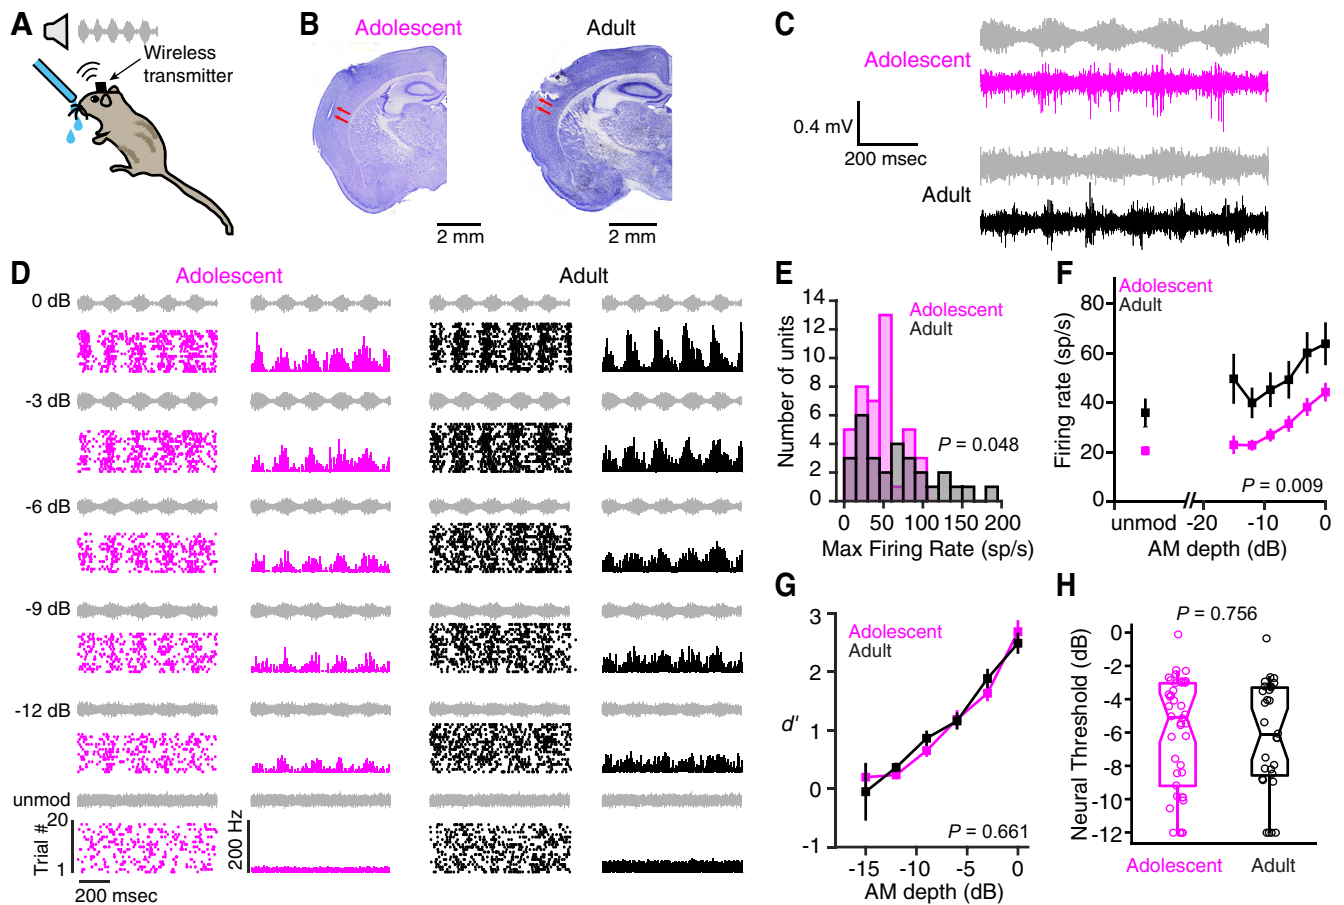 A
Wireless
transmitter
B
Adolescent
Adult
2 mm
2 mm
C
Adolescent
0.4 mV
200 msec
Adult
D
Adolescent
Adult
0 dB
-3 dB
-6 dB
-9 dB
-12 dB
unmod
20
Trial #
1
200 Hz
200 msec
E
14
12
10
8
6
4
2
0
Number of units
Adolescent
Adult
P = 0.048
0 50 100 150 200
Max Firing Rate (sp/s)
F
Adolescent
Adult
80
60
40
20
0
Firing rate (sp/s)
P = 0.009
unmod -20 -10 0
AM depth (dB)
G
3
2
1
0
-1
d'
Adolescent
Adult
P = 0.661
-15 -10 -5 0
AM depth (dB)
H
P = 0.756
0
-2
-4
-6
-8
-10
-12
Neural Threshold (dB)
Adolescent
Adult